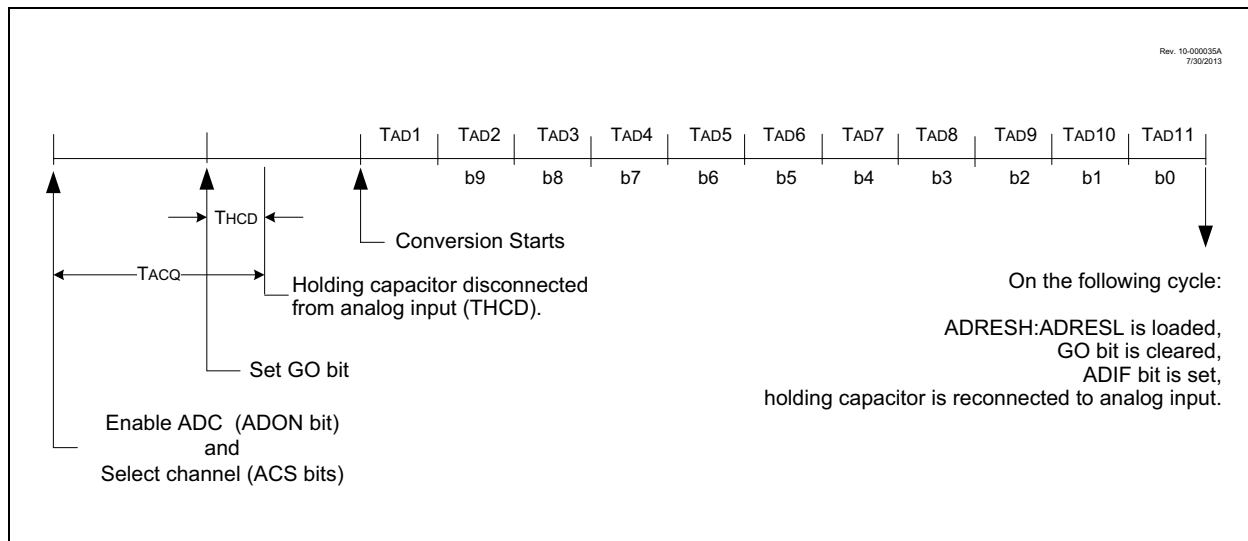 Rev. 10-000035A
7/30/2013
TAD1 TAD2 TAD3 TAD4 TAD5 TAD6 TAD7 TAD8 TAD9 TAD10 TAD11
b9 b8 b7 b6 b5 b4 b3 b2 b1 b0
THCD
Conversion Starts
TACQ
Holding capacitor disconnected
from analog input (THCD).
Set GO bit
Enable ADC (ADON bit)
and
Select channel (ACS bits)
On the following cycle:
ADRESH:ADRESL is loaded,
GO bit is cleared,
ADIF bit is set,
holding capacitor is reconnected to analog input.